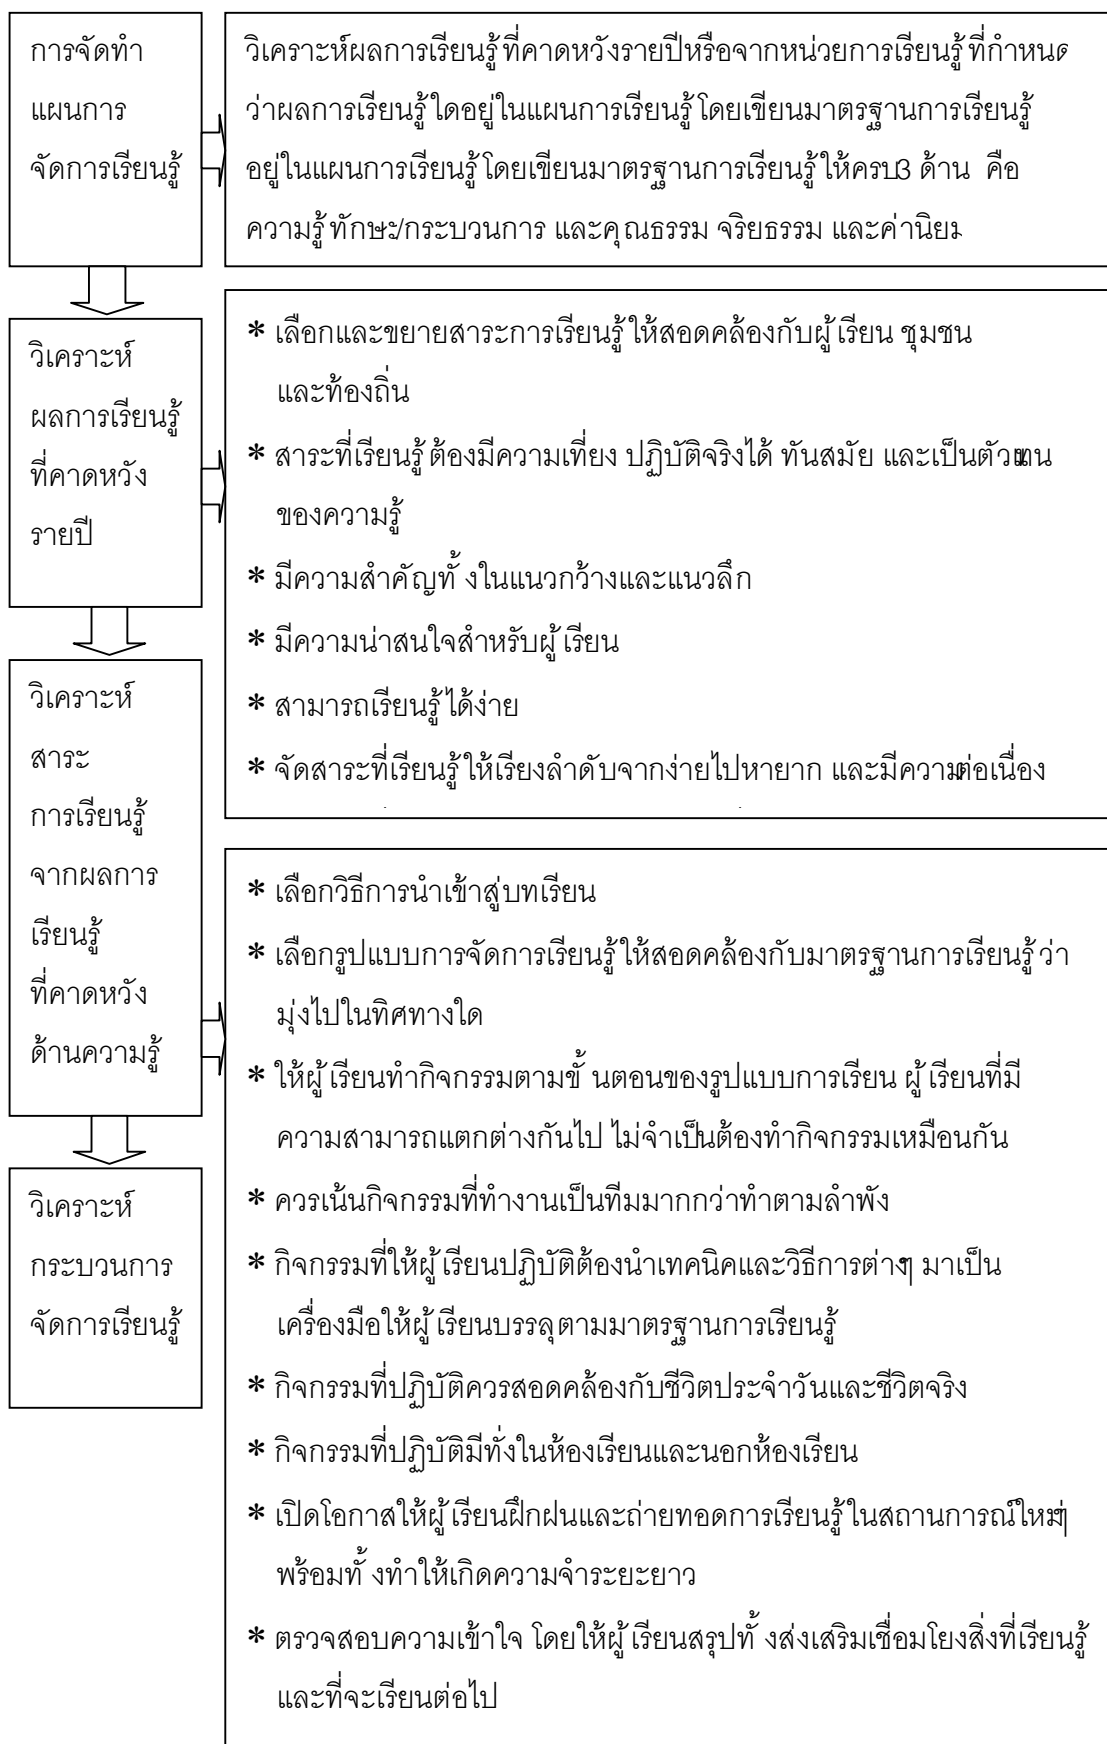 การจัดทำ
แผนการ
จัดการเรียนรู้
วิเคราะห์ผลการเรียนรู้ที่คาดหวังรายปีหรือจากหน่วยการเรียนรู้ที่กำหนด
ว่าผลการเรียนรู้ใดอยู่ในแผนการเรียนรู้โดยเขียนมาตรฐานการเรียนรู้
อยู่ในแผนการเรียนรู้โดยเขียนมาตรฐานการเรียนรู้ให้ครบ3 ด้าน คือ
ความรู้ ทักษะ/กระบวนการ และคุณธรรม จริยธรรม และค่านิยม
วิเคราะห์
ผลการเรียนรู้
ที่คาดหวัง
รายปี
* เลือกและขยายสาระการเรียนรู้ให้สอดคล้องกับผู้เรียน ชุมชน
และท้องถิ่น
* สาระที่เรียนรู้ต้องมีความเที่ยง ปฏิบัติจริงได้ ทันสมัย และเป็นตัวแทน
ของความรู้
* มีความสำคัญทั้งในแนวกว้างและแนวลึก
* มีความน่าสนใจสำหรับผู้เรียน
* สามารถเรียนรู้ได้ง่าย
* จัดสาระที่เรียนรู้ให้เรียงลำดับจากง่ายไปหายาก และมีความต่อเนื่อง
วิเคราะห์
สาระ
การเรียนรู้
จากผลการ
เรียนรู้
ที่คาดหวัง
ด้านความรู้
* เลือกวิธีการนำเข้าสู่บทเรียน
* เลือกรูปแบบการจัดการเรียนรู้ให้สอดคล้องกับมาตรฐานการเรียนรู้ว่า
มุ่งไปในทิศทางใด
* ให้ผู้เรียนทำกิจกรรมตามขั้นตอนของรูปแบบการเรียน ผู้เรียนที่มี
ความสามารถแตกต่างกันไป ไม่จำเป็นต้องทำกิจกรรมเหมือนกัน
* ควรเน้นกิจกรรมที่ทำงานเป็นทีมมากกว่าทำตามลำพัง
* กิจกรรมที่ให้ผู้เรียนปฏิบัติต้องนำเทคนิคและวิธีการต่างๆ มาเป็น
เครื่องมือให้ผู้เรียนบรรลุตามมาตรฐานการเรียนรู้
* กิจกรรมที่ปฏิบัติควรสอดคล้องกับชีวิตประจำวันและชีวิตจริง
* กิจกรรมที่ปฏิบัติมีทั่งในห้องเรียนและนอกห้องเรียน
* เปิดโอกาสให้ผู้เรียนฝึกฝนและถ่ายทอดการเรียนรู้ในสถานการณ์ใหม่ๆ
พร้อมทั้งทำให้เกิดความจำระยะยาว
* ตรวจสอบความเข้าใจ โดยให้ผู้เรียนสรุปทั้งส่งเสริมเชื่อมโยงสิ่งที่เรียนรู้
และที่จะเรียนต่อไป
วิเคราะห์
กระบวนการ
จัดการเรียนรู้